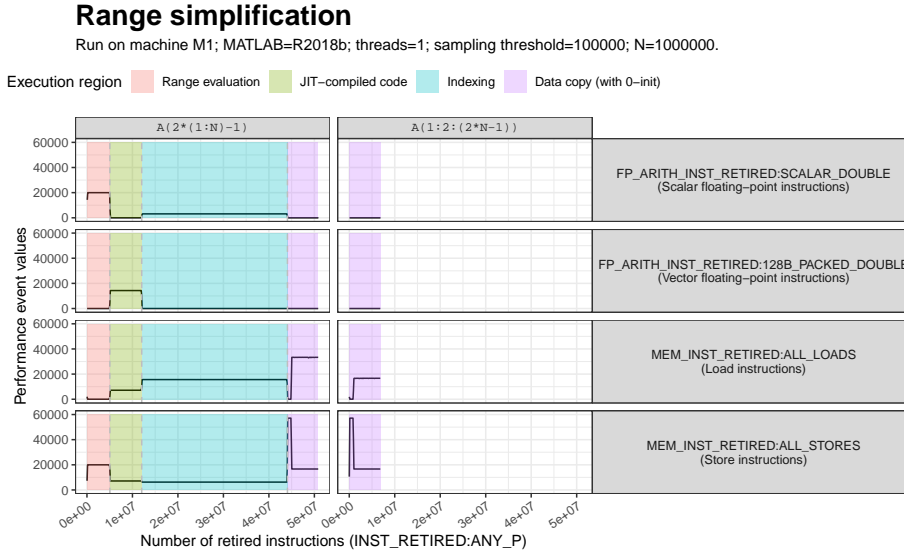 Range simplification
Run on machine M1; MATLAB=R2018b; threads=1; sampling threshold=100000; N=1000000.
Execution region Range evaluation JIT−compiled code Indexing Data copy (with 0−init)
A(2*(1:N)−1) A(1:2:(2*N−1))
60000
40000
20000
0
FP_ARITH_INST_RETIRED:SCALAR_DOUBLE
(Scalar floating−point instructions)
60000
40000
20000
0
FP_ARITH_INST_RETIRED:128B_PACKED_DOUBLE
(Vector floating−point instructions)
60000
40000
20000
0
MEM_INST_RETIRED:ALL_LOADS
(Load instructions)
60000
40000
20000
0
MEM_INST_RETIRED:ALL_STORES
(Store instructions)
Performance event values
0e+00 1e+07 2e+07 3e+07 4e+07 5e+07 0e+00 1e+07 2e+07 3e+07 4e+07 5e+07
Number of retired instructions (INST_RETIRED:ANY_P)